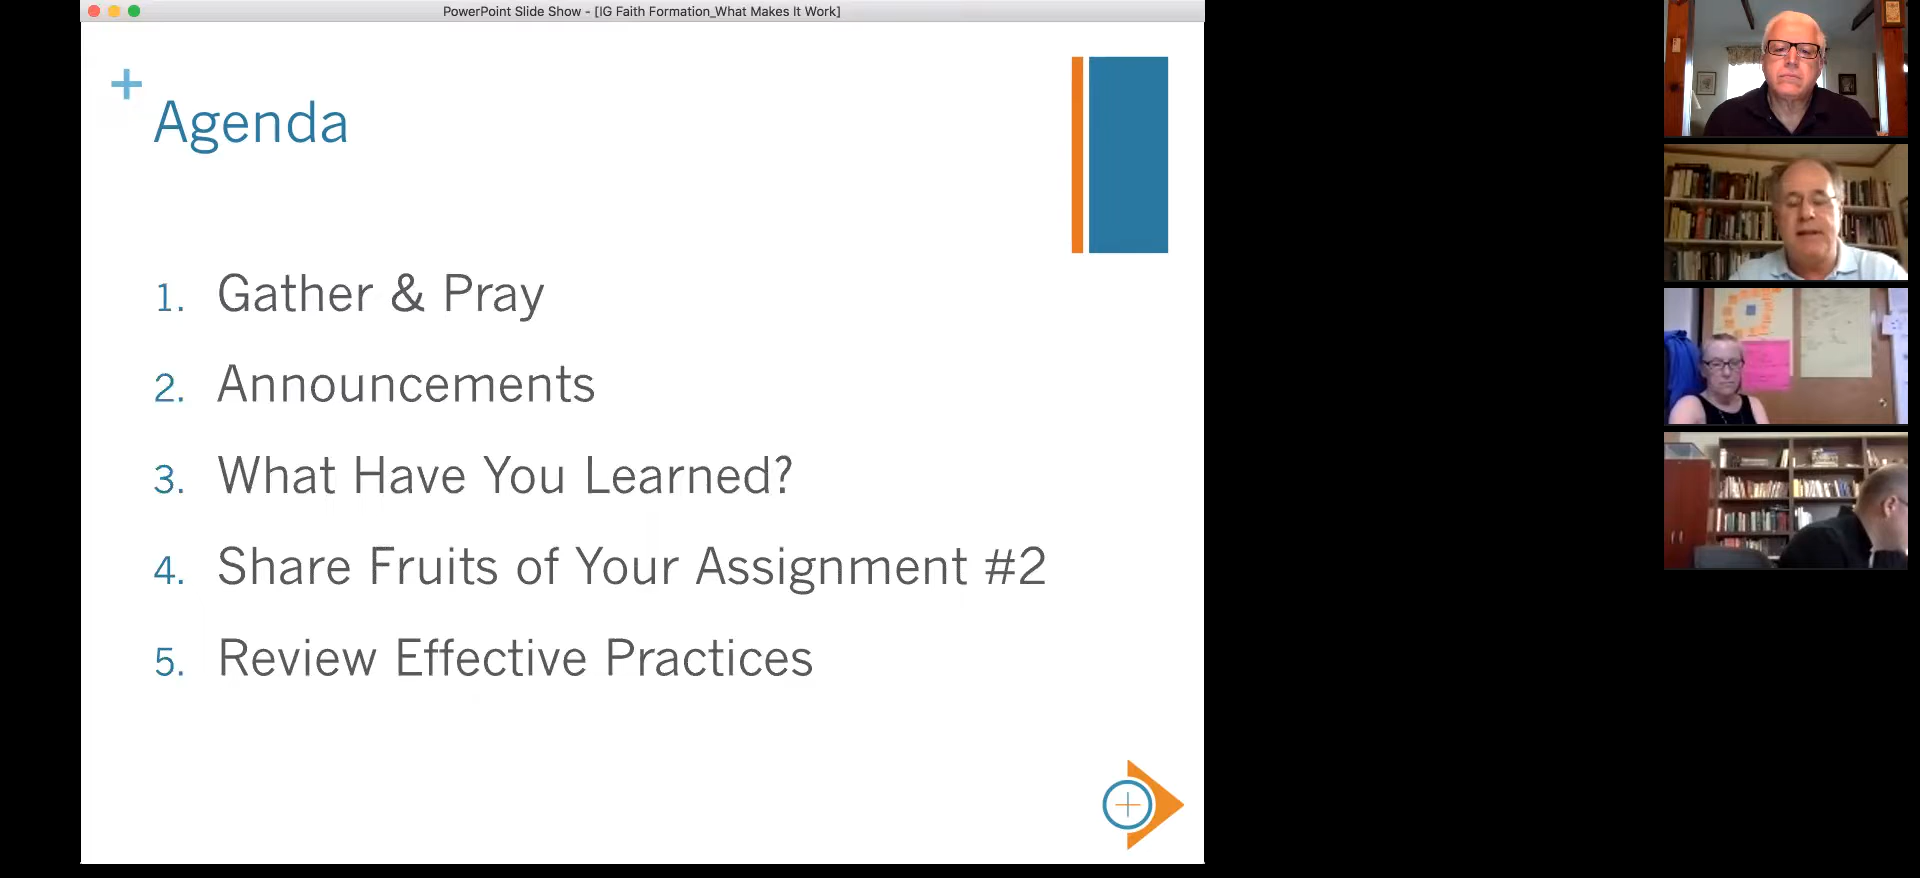 PowerPoint Slide Show - [IG Faith Formation_What Makes It Work]
+
Agenda
1. Gather & Pray
2. Announcements
3. What Have You Learned?
4. Share Fruits of Your Assignment #2
5. Review Effective Practices